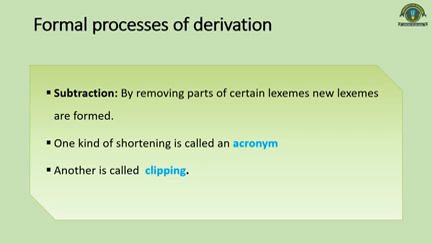 Formal processes of derivation
▪ Subtraction: By removing parts of certain lexemes new lexemes
are formed.
▪ One kind of shortening is called an acronym
▪ Another is called clipping.